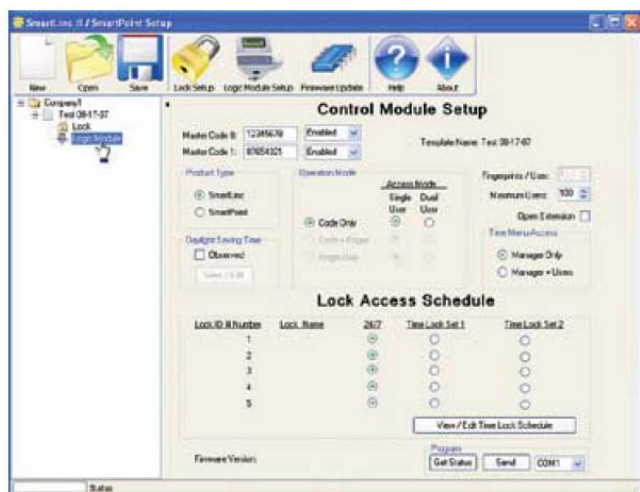 SmartLinc II / SmartPoint Setup
New Open Save Lock Setup Logic Module Setup Firmware Update Help About
Company1
Test 08-17-07
Lock
Logic Module
Control Module Setup
Master Code 0: 12345678 Enabled
Template Name: Test 08-17-07
Master Code 1: 87654321 Enabled
Product Type
SmartLinc
SmartPoint
Operation Mode
Access Mode
Single User Dual User
Code Only
Code + Finger
Finger Only
Fingerprints / User:
Maximum Users: 100
Open Extension
Time Menu Access
Manager Only
Manager + Users
Daylight Saving Time
Observed
View / Edit
Lock Access Schedule
Lock ID # Number Lock Name 24/7 Time Lock Set 1 Time Lock Set 2
1
2
3
4
5
View / Edit Time Lock Schedule
Firmware Version:
Program
Get Status Send COM1
Status